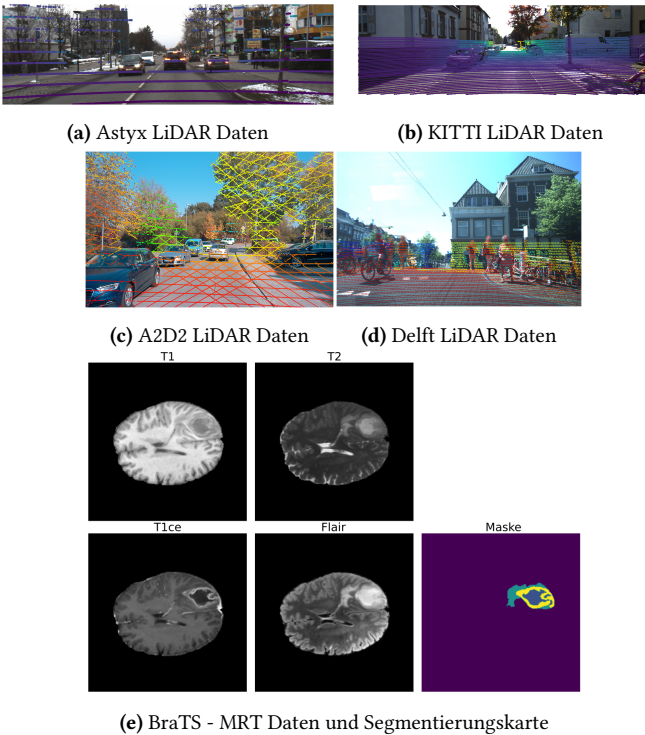 (a) Astyx LiDAR Daten
(b) KITTI LiDAR Daten
(c) A2D2 LiDAR Daten
(d) Delft LiDAR Daten
T1
T2
T1ce
Flair
Maske
(e) BraTS - MRT Daten und Segmentierungskarte